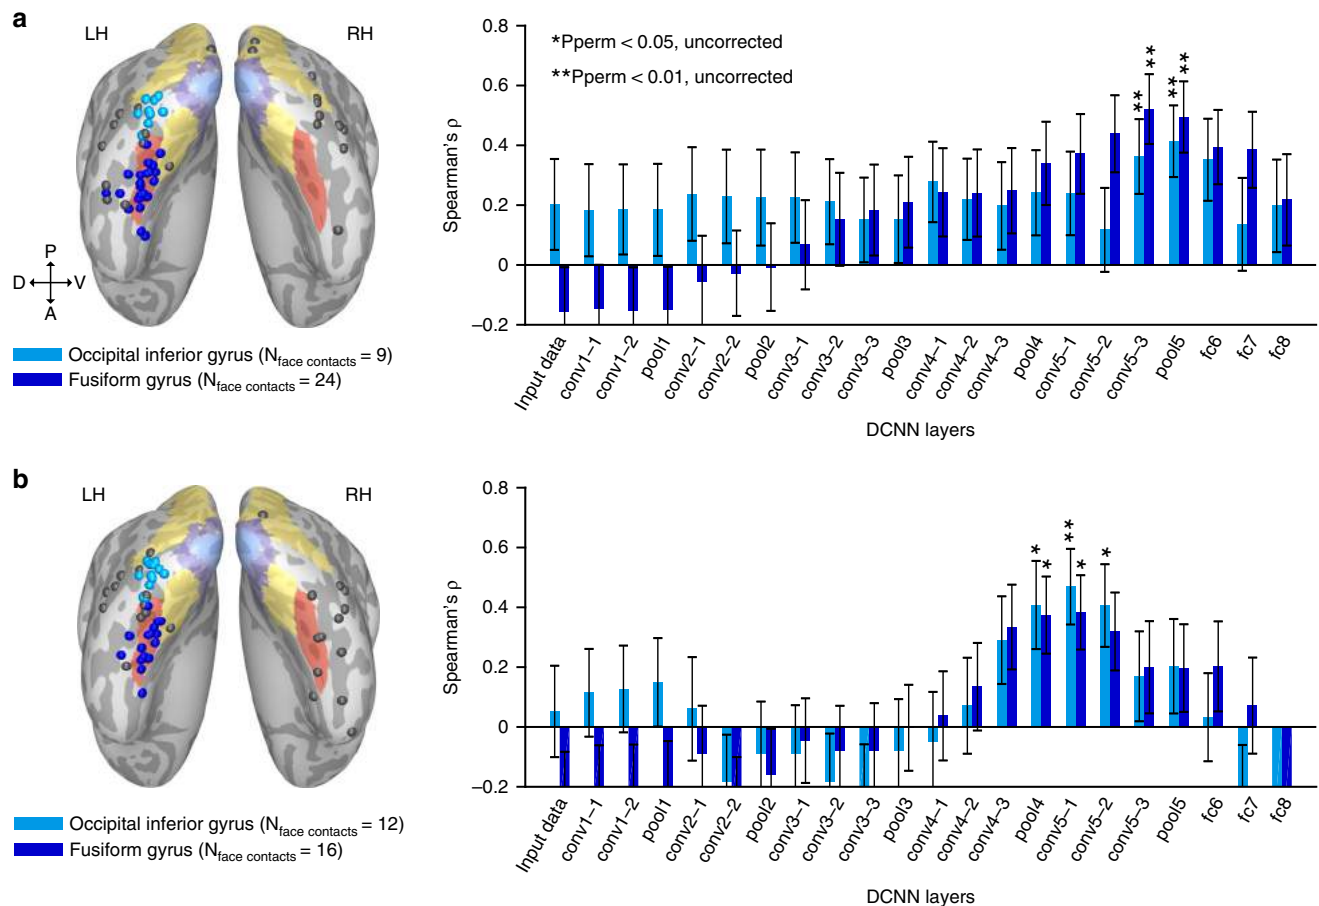 a
LH
RH
P
D
V
A
Occipital inferior gyrus (Nface contacts = 9)
Fusiform gyrus (Nface contacts = 24)
*Pperm < 0.05, uncorrected
**Pperm < 0.01, uncorrected
Spearman's ρ
0.8
0.6
0.4
0.2
0
–0.2
** ** ** **
Input data
conv1–1
conv1–2
pool1
conv2–1
conv2–2
pool2
conv3–1
conv3–2
conv3–3
pool3
conv4–1
conv4–2
conv4–3
pool4
conv5–1
conv5–2
conv5–3
pool5
fc6
fc7
fc8
DCNN layers
b
LH
RH
Occipital inferior gyrus (Nface contacts = 12)
Fusiform gyrus (Nface contacts = 16)
Spearman's ρ
0.8
0.6
0.4
0.2
0
–0.2
* * ** * *
Input data
conv1–1
conv1–2
pool1
conv2–1
conv2–2
pool2
conv3–1
conv3–2
conv3–3
pool3
conv4–1
conv4–2
conv4–3
pool4
conv5–1
conv5–2
conv5–3
pool5
fc6
fc7
fc8
DCNN layers